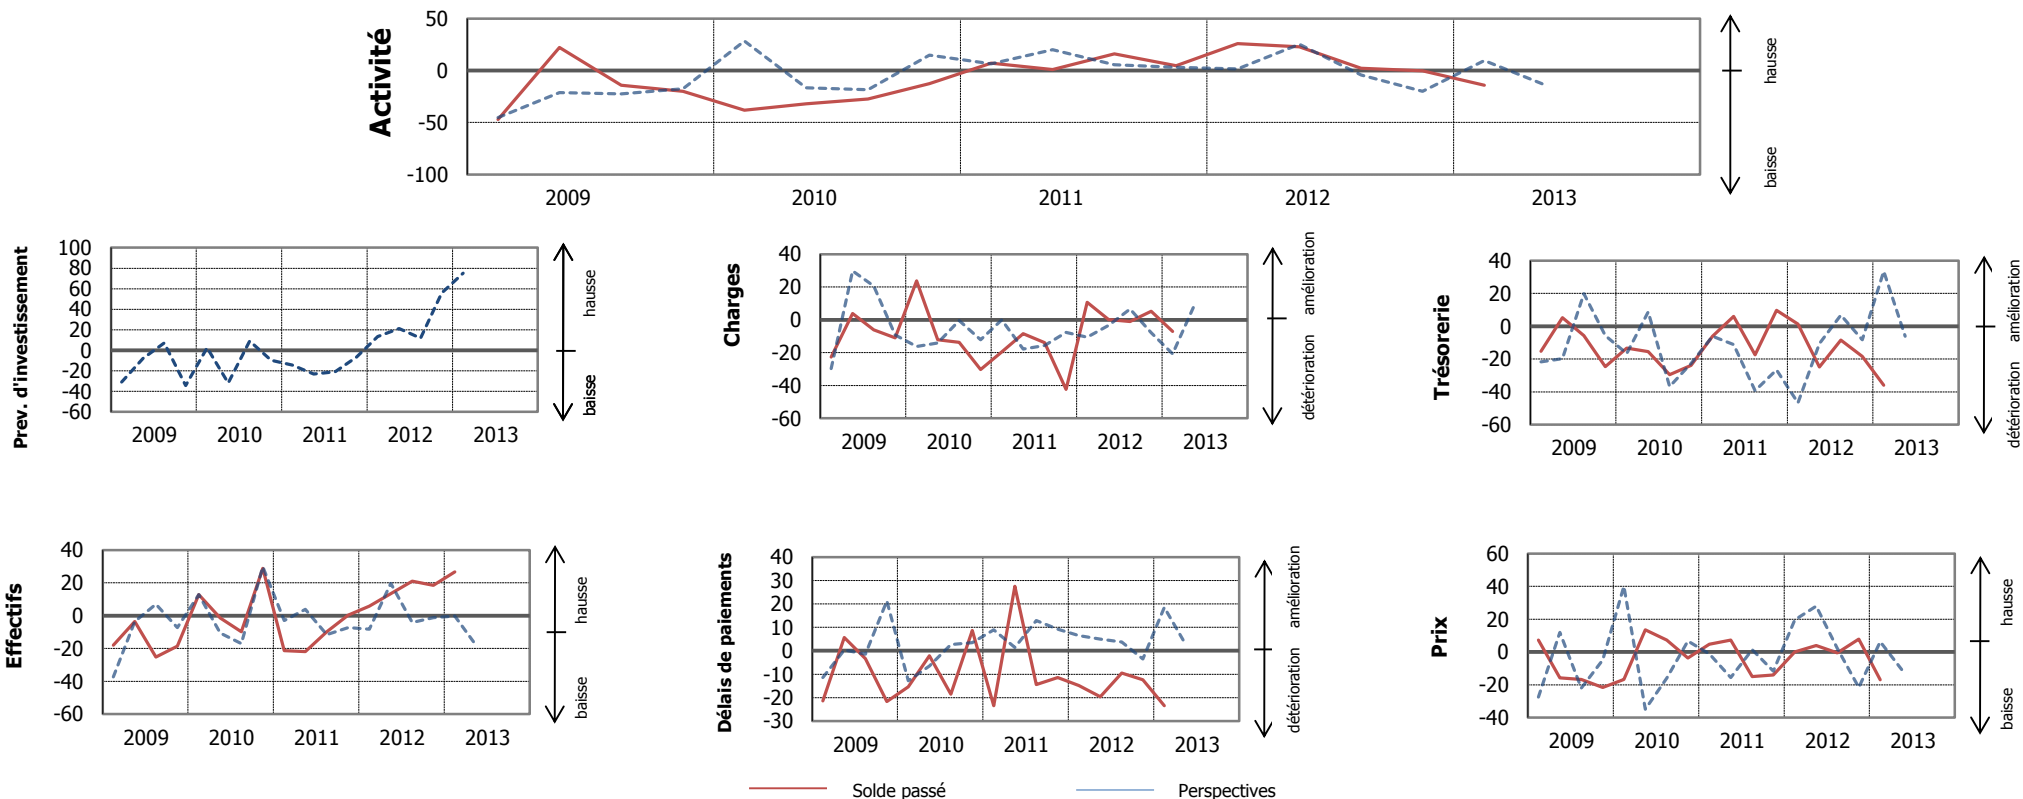 Activité
50
0
-50
-100
2009 2010 2011 2012 2013
hausse
baisse
Prev. d'investissement
100
80
60
40
20
0
-20
-40
-60
2009 2010 2011 2012 2013
hausse
baisse
Charges
40
20
0
-20
-40
-60
2009 2010 2011 2012 2013
amélioration
détérioration
Trésorerie
40
20
0
-20
-40
-60
2009 2010 2011 2012 2013
amélioration
détérioration
Effectifs
40
20
0
-20
-40
-60
2009 2010 2011 2012 2013
hausse
baisse
Délais de paiements
40
30
20
10
0
-10
-20
-30
2009 2010 2011 2012 2013
amélioration
détérioration
Prix
60
40
20
0
-20
-40
2009 2010 2011 2012 2013
hausse
baisse
Solde passé Perspectives